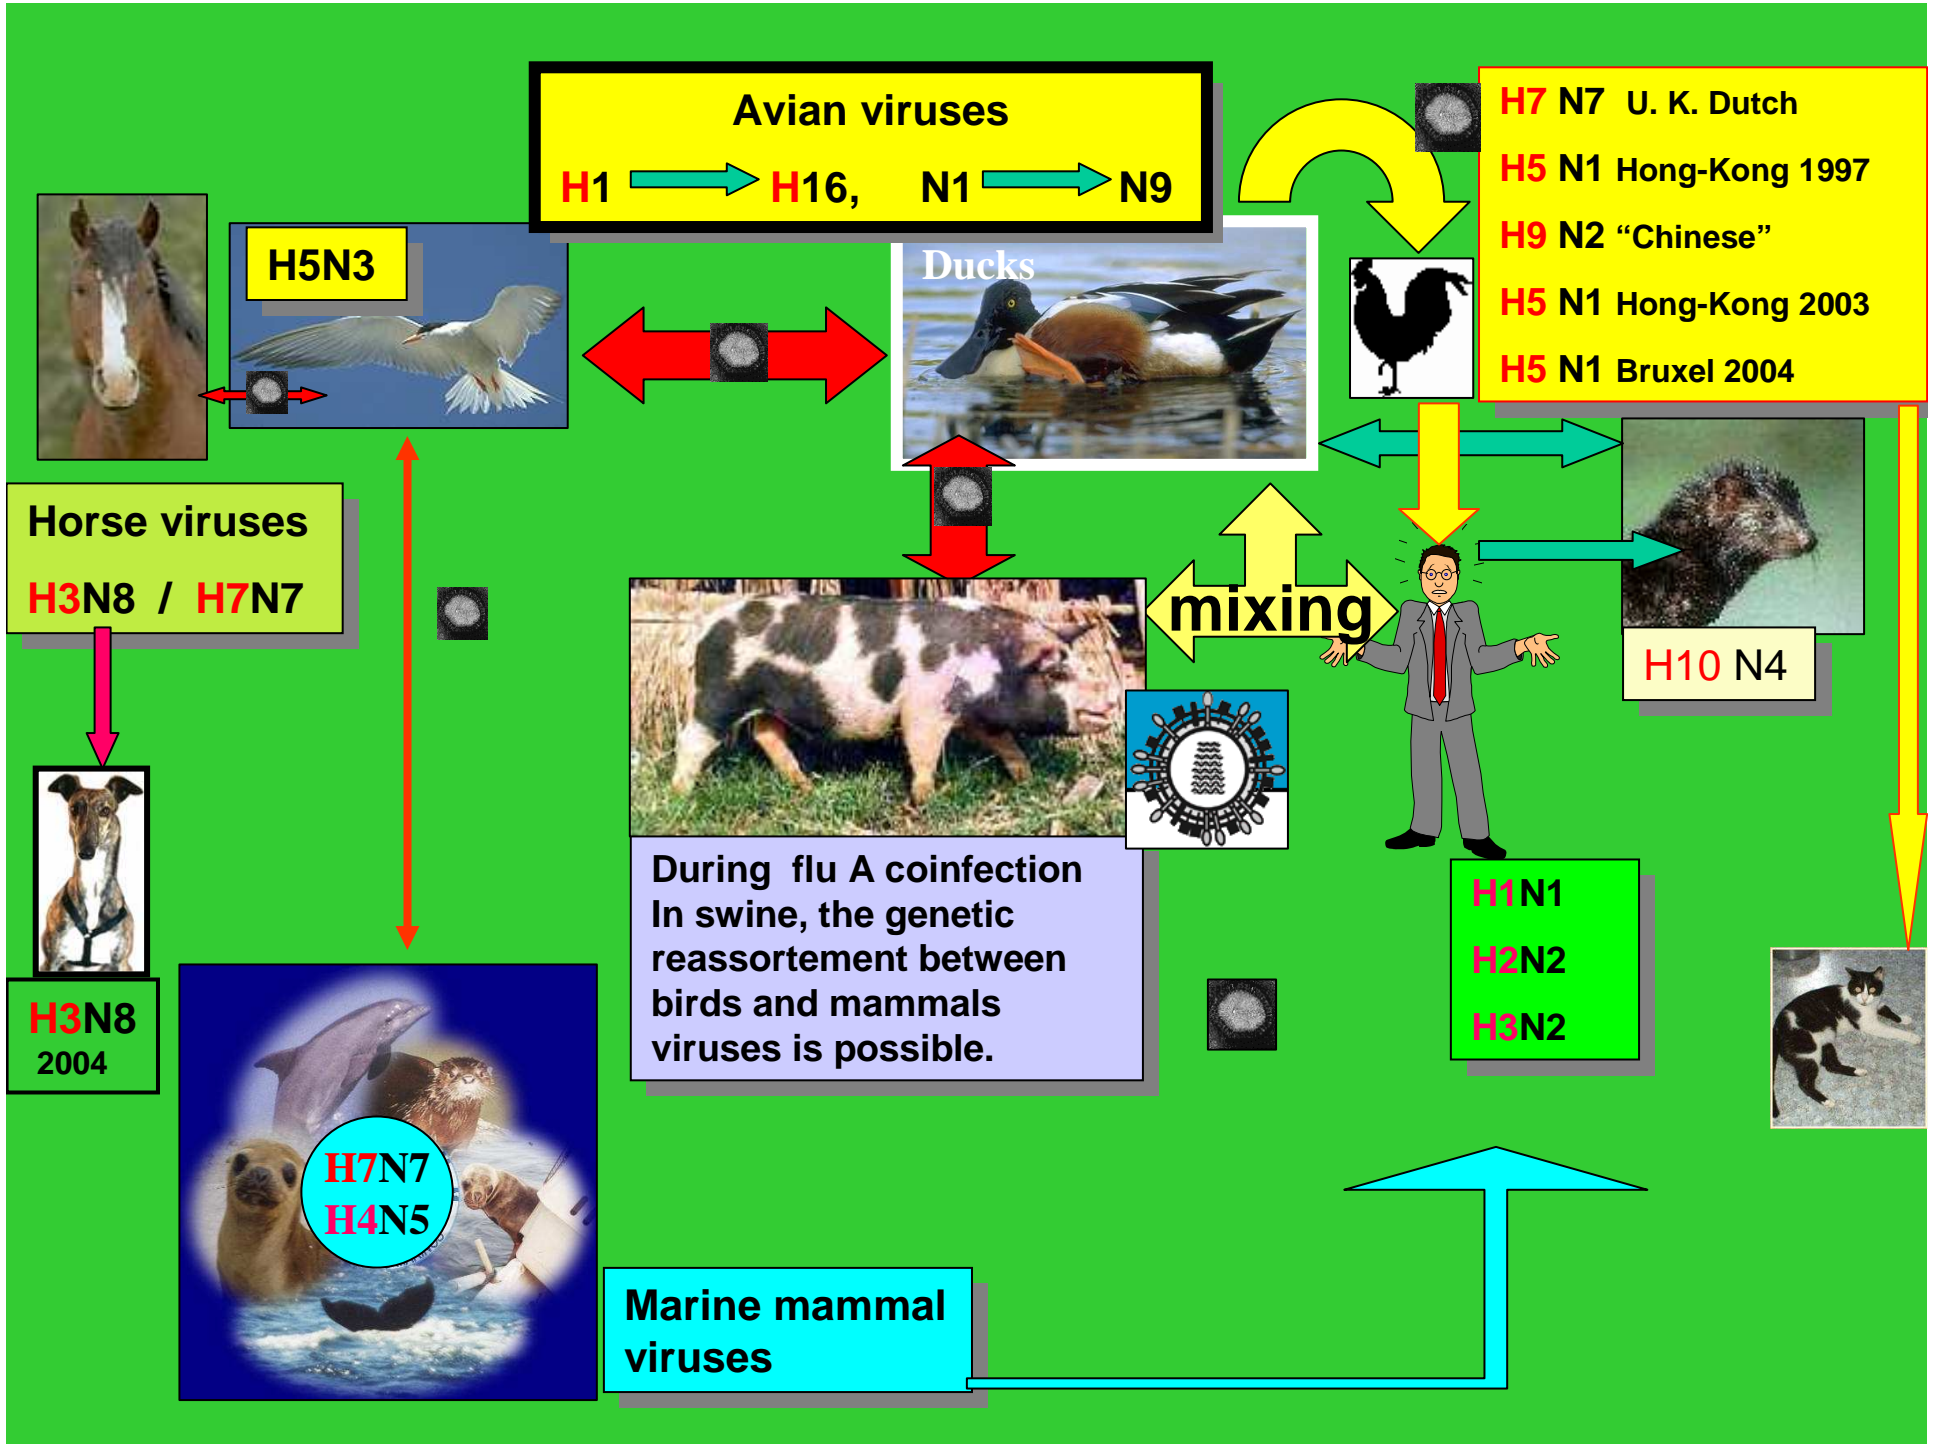 Avian viruses
H1 H16, N1 N9
H7 N7 U. K. Dutch
H5 N1 Hong-Kong 1997
H9 N2 “Chinese”
H5 N1 Hong-Kong 2003
H5 N1 Bruxel 2004
H5N3
Ducks
Horse viruses
H3N8 / H7N7
mixing
H10 N4
During flu A coinfection
In swine, the genetic
reassortement between
birds and mammals
viruses is possible.
H1N1
H2N2
H3N2
H3N8
2004
H7N7
H4N5
Marine mammal
viruses